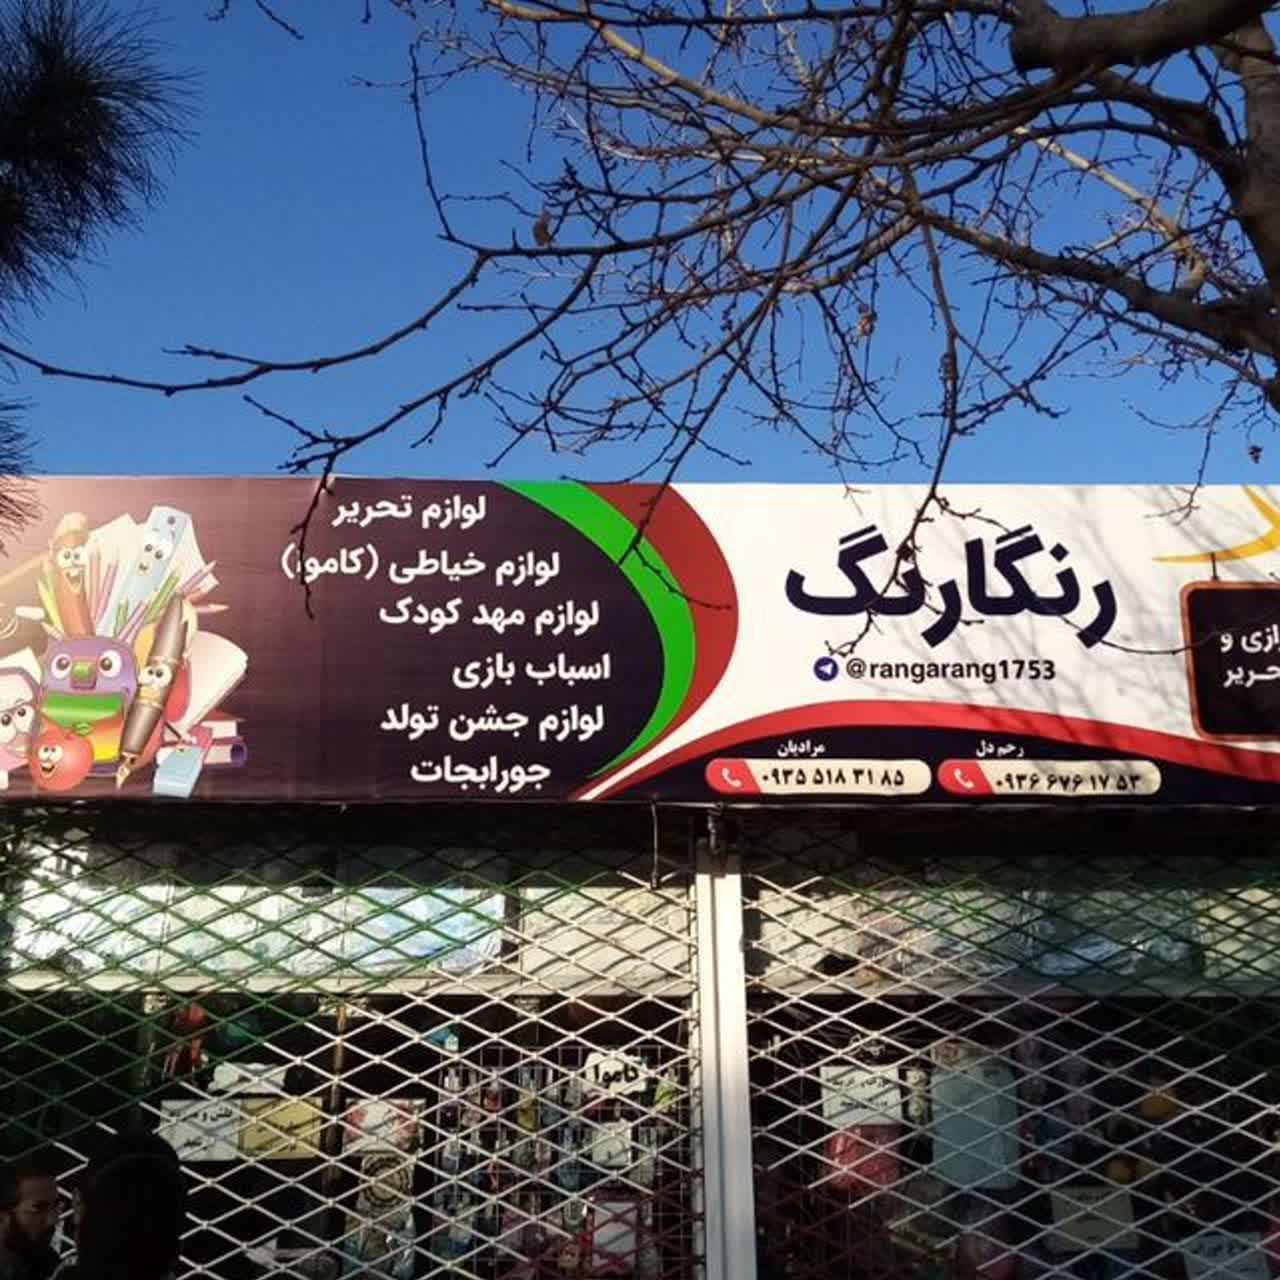 لوازم تحریر
لوازم خیاطی (کاموا)
لوازم مهد کودک
اسباب بازی
لوازم جشن تولد
جورابجات
رنگارنگ
@rangarang1753
رحم دل
۰۹۳۶ ۶۷۶ ۱۷ ۵۳
مرادیان
۰۹۳۵ ۵۱۸ ۳۱ ۸۵
کاموا